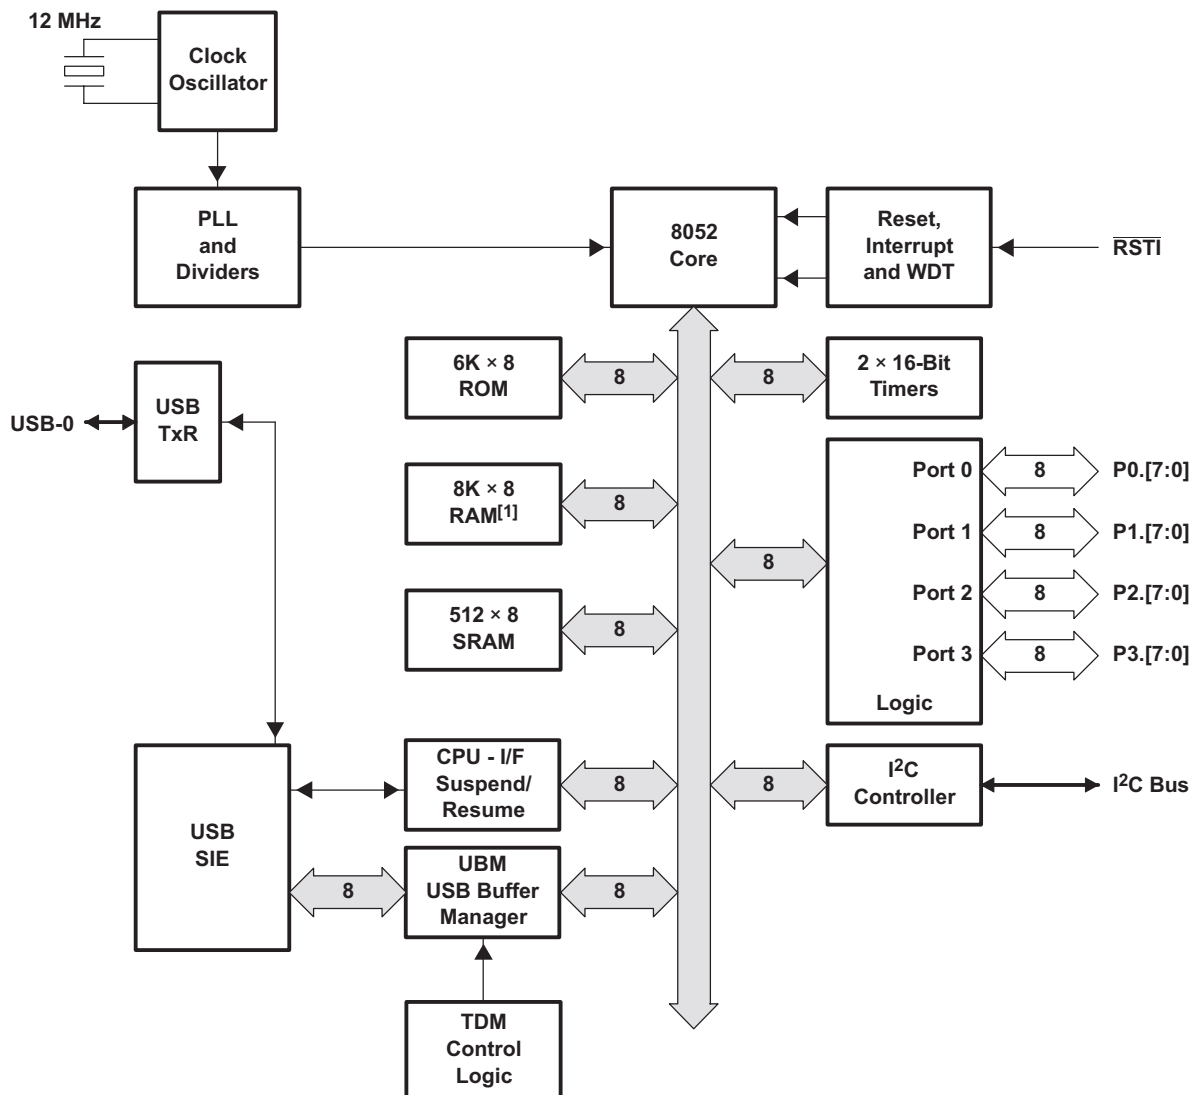 12 MHz
Clock
Oscillator
PLL
and
Dividers
8052
Core
Reset,
Interrupt
and WDT
RSTI
6K × 8
ROM
8
8
2 × 16-Bit
Timers
USB-0
USB
TxR
8K × 8
RAM[1]
8
8
Port 0
8
P0.[7:0]
Port 1
8
P1.[7:0]
Port 2
8
P2.[7:0]
Port 3
8
P3.[7:0]
Logic
512 × 8
SRAM
8
USB
SIE
CPU - I/F
Suspend/
Resume
8
8
I2C
Controller
I2C Bus
8
UBM
USB Buffer
Manager
8
TDM
Control
Logic